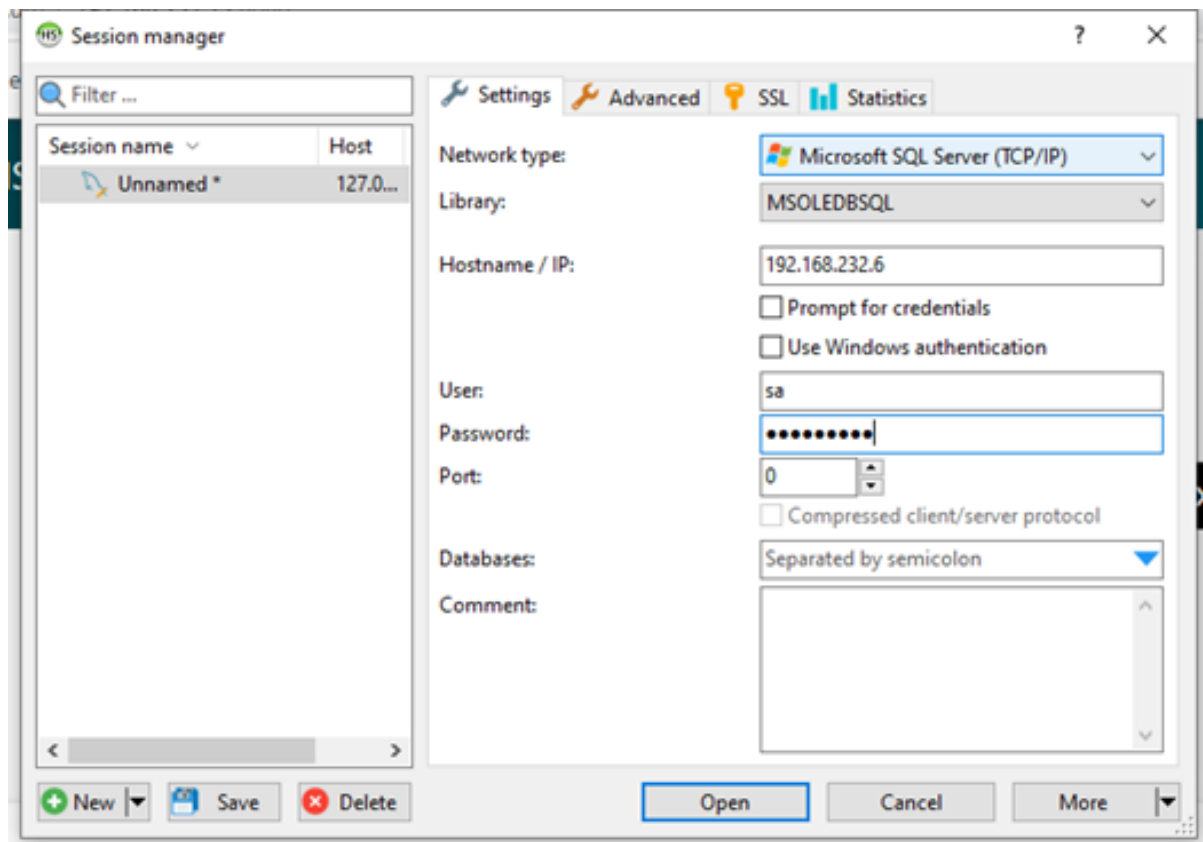 Session manager
Filter ...
Session name Host
Unnamed * 127.0...
Settings Advanced SSL Statistics
Network type: Microsoft SQL Server (TCP/IP)
Library: MSOLEDBSQL
Hostname / IP: 192.168.232.6
Prompt for credentials
Use Windows authentication
User: sa
Password: •••••••••
Port: 0
Compressed client/server protocol
Databases: Separated by semicolon
Comment:
New Save Delete Open Cancel More